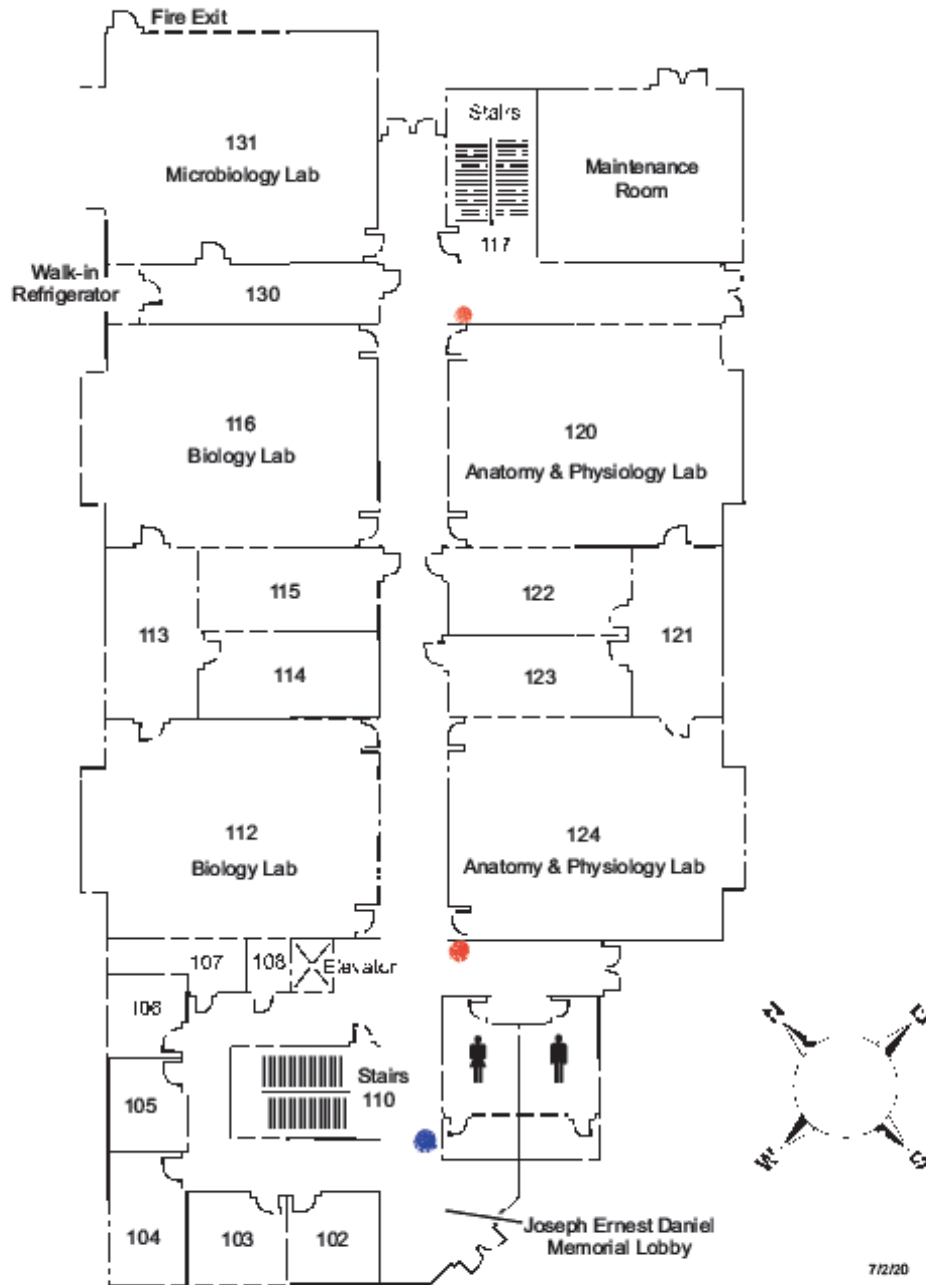 Fire Exit
Stairs
131
Microbiology Lab
Maintenance
Room
117
Walk-in
Refrigerator
130
116
Biology Lab
120
Anatomy & Physiology Lab
115
122
113
121
114
123
112
Biology Lab
124
Anatomy & Physiology Lab
107
108
Elevator
106
N
E
Stairs
110
105
W
S
104
103
102
Joseph Ernest Daniel
Memorial Lobby
7/2/20